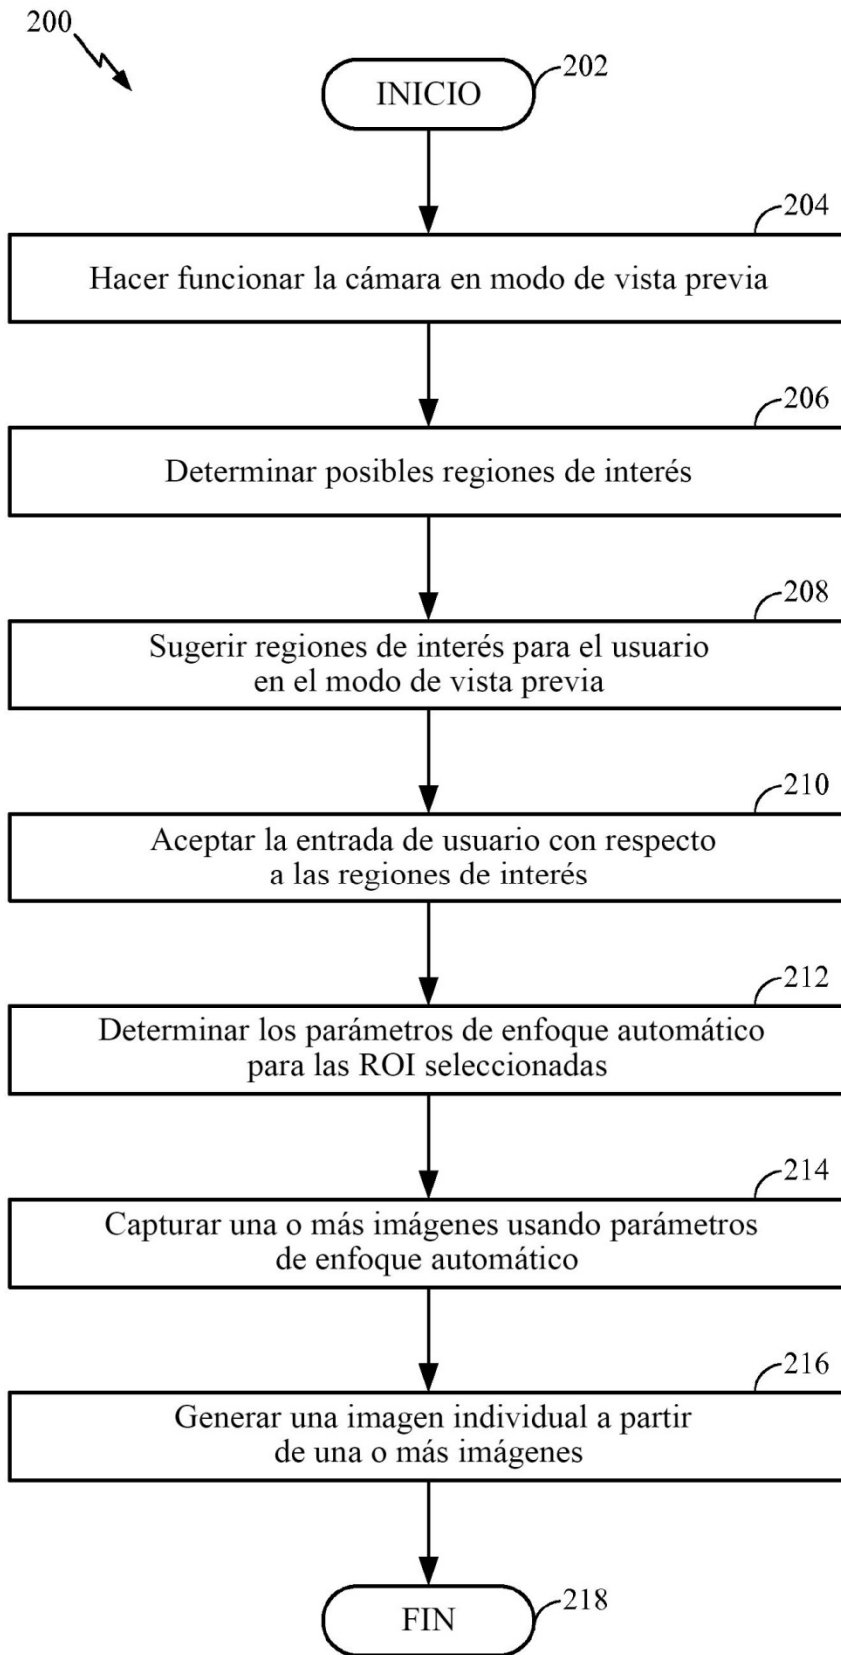 200
INICIO
202
204
Hacer funcionar la cámara en modo de vista previa
206
Determinar posibles regiones de interés
208
Sugerir regiones de interés para el usuario
en el modo de vista previa
210
Aceptar la entrada de usuario con respecto
a las regiones de interés
212
Determinar los parámetros de enfoque automático
para las ROI seleccionadas
214
Capturar una o más imágenes usando parámetros
de enfoque automático
216
Generar una imagen individual a partir
de una o más imágenes
FIN
218